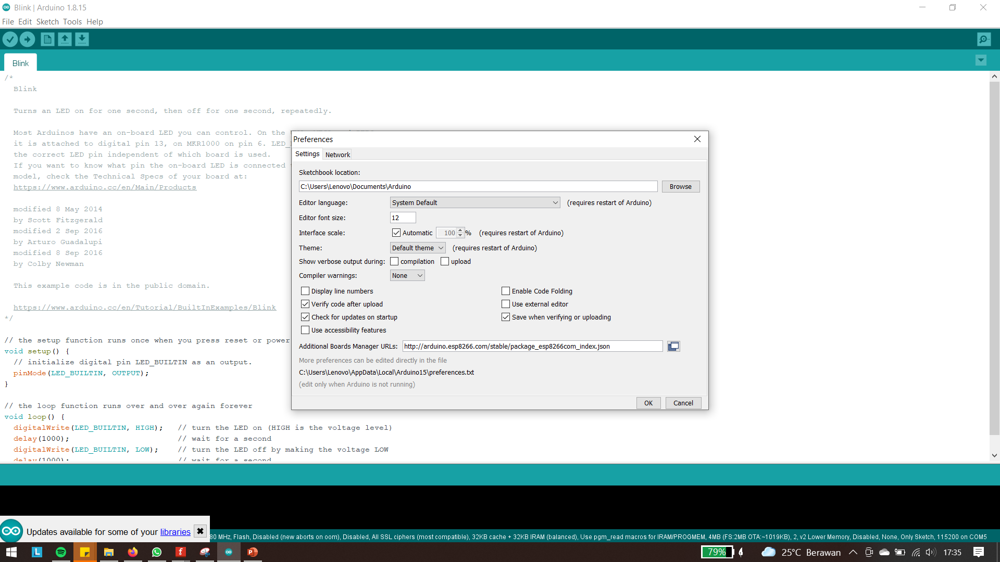 Blink | Arduino 1.8.15
File Edit Sketch Tools Help
Blink
/*
Blink
Turns an LED on for one second, then off for one second, repeatedly.
Most Arduinos have an on-board LED you can control. On the
it is attached to digital pin 13, on MKR1000 on pin 6. LED_
the correct LED pin independent of which board is used.
If you want to know what pin the on-board LED is connected
model, check the Technical Specs of your board at:
https://www.arduino.cc/en/Main/Products
modified 8 May 2014
by Scott Fitzgerald
modified 2 Sep 2016
by Arturo Guadalupi
modified 8 Sep 2016
by Colby Newman
This example code is in the public domain.
https://www.arduino.cc/en/Tutorial/BuiltInExamples/Blink
*/
// the setup function runs once when you press reset or power
void setup() {
// initialize digital pin LED_BUILTIN as an output.
pinMode(LED_BUILTIN, OUTPUT);
}
// the loop function runs over and over again forever
void loop() {
digitalWrite(LED_BUILTIN, HIGH); // turn the LED on (HIGH is the voltage level)
delay(1000); // wait for a second
digitalWrite(LED_BUILTIN, LOW); // turn the LED off by making the voltage LOW
delay(1000); // wait for a second
Preferences
Settings Network
Sketchbook location:
C:\Users\Lenovo\Documents\Arduino Browse
Editor language: System Default (requires restart of Arduino)
Editor font size: 12
Interface scale: Automatic 100 % (requires restart of Arduino)
Theme: Default theme (requires restart of Arduino)
Show verbose output during: compilation upload
Compiler warnings: None
Display line numbers Enable Code Folding
Verify code after upload Use external editor
Check for updates on startup Save when verifying or uploading
Use accessibility features
Additional Boards Manager URLs: http://arduino.esp8266.com/stable/package_esp8266com_index.json
More preferences can be edited directly in the file
C:\Users\Lenovo\AppData\Local\Arduino15\preferences.txt
(edit only when Arduino is not running)
OK Cancel
Updates available for some of your libraries
80 MHz, Flash, Disabled (new aborts on oom), Disabled, All SSL ciphers (most compatible), 32KB cache + 32KB IRAM (balanced), Use pgm_read macros for IRAM/PROGMEM, 4MB (FS:2MB OTA:~1019KB), 2, v2 Lower Memory, Disabled, None, Only Sketch, 115200 on COM5
79% 25°C Berawan 17:35